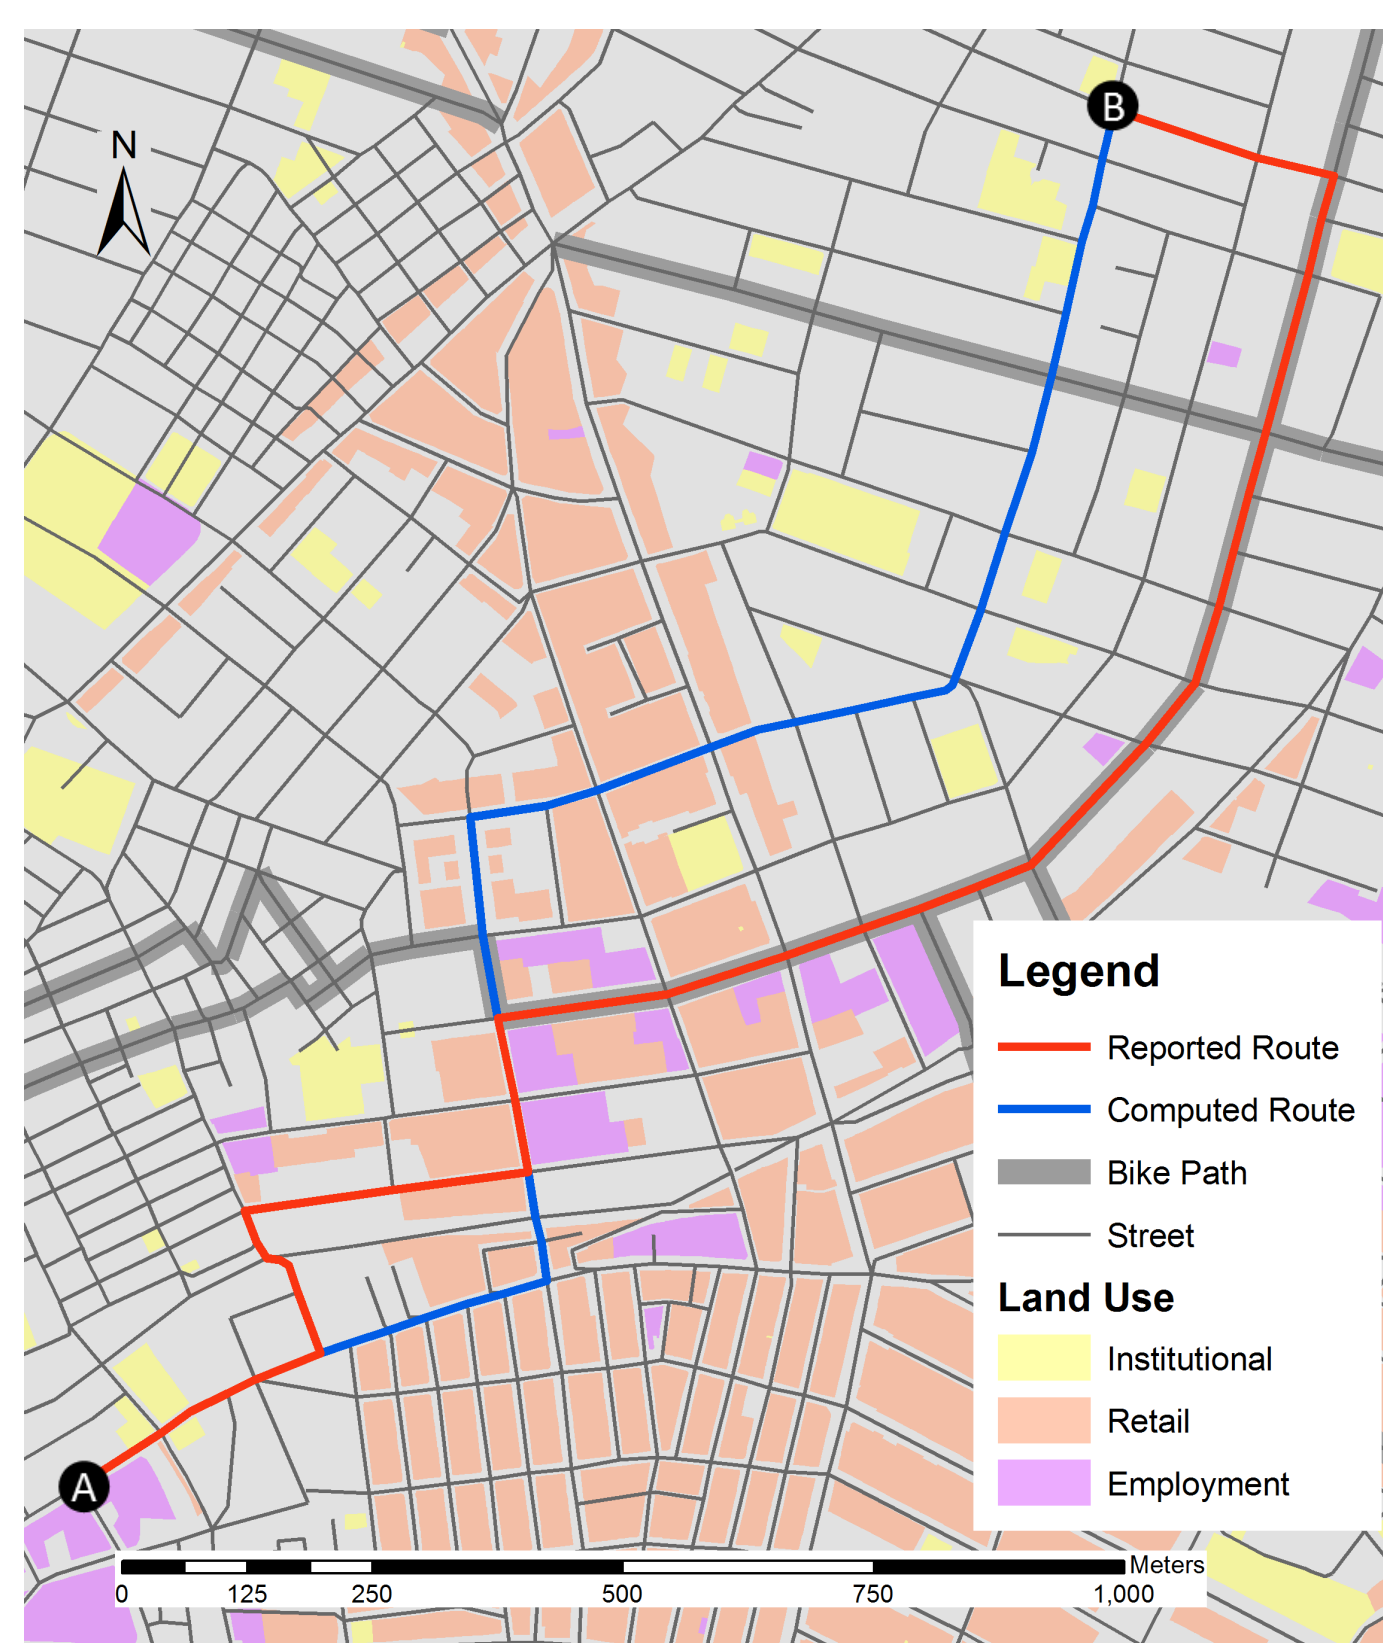 B
N
Legend
Reported Route
Computed Route
Bike Path
Street
Land Use
Institutional
Retail
Employment
A
Meters
0 125 250 500 750 1,000